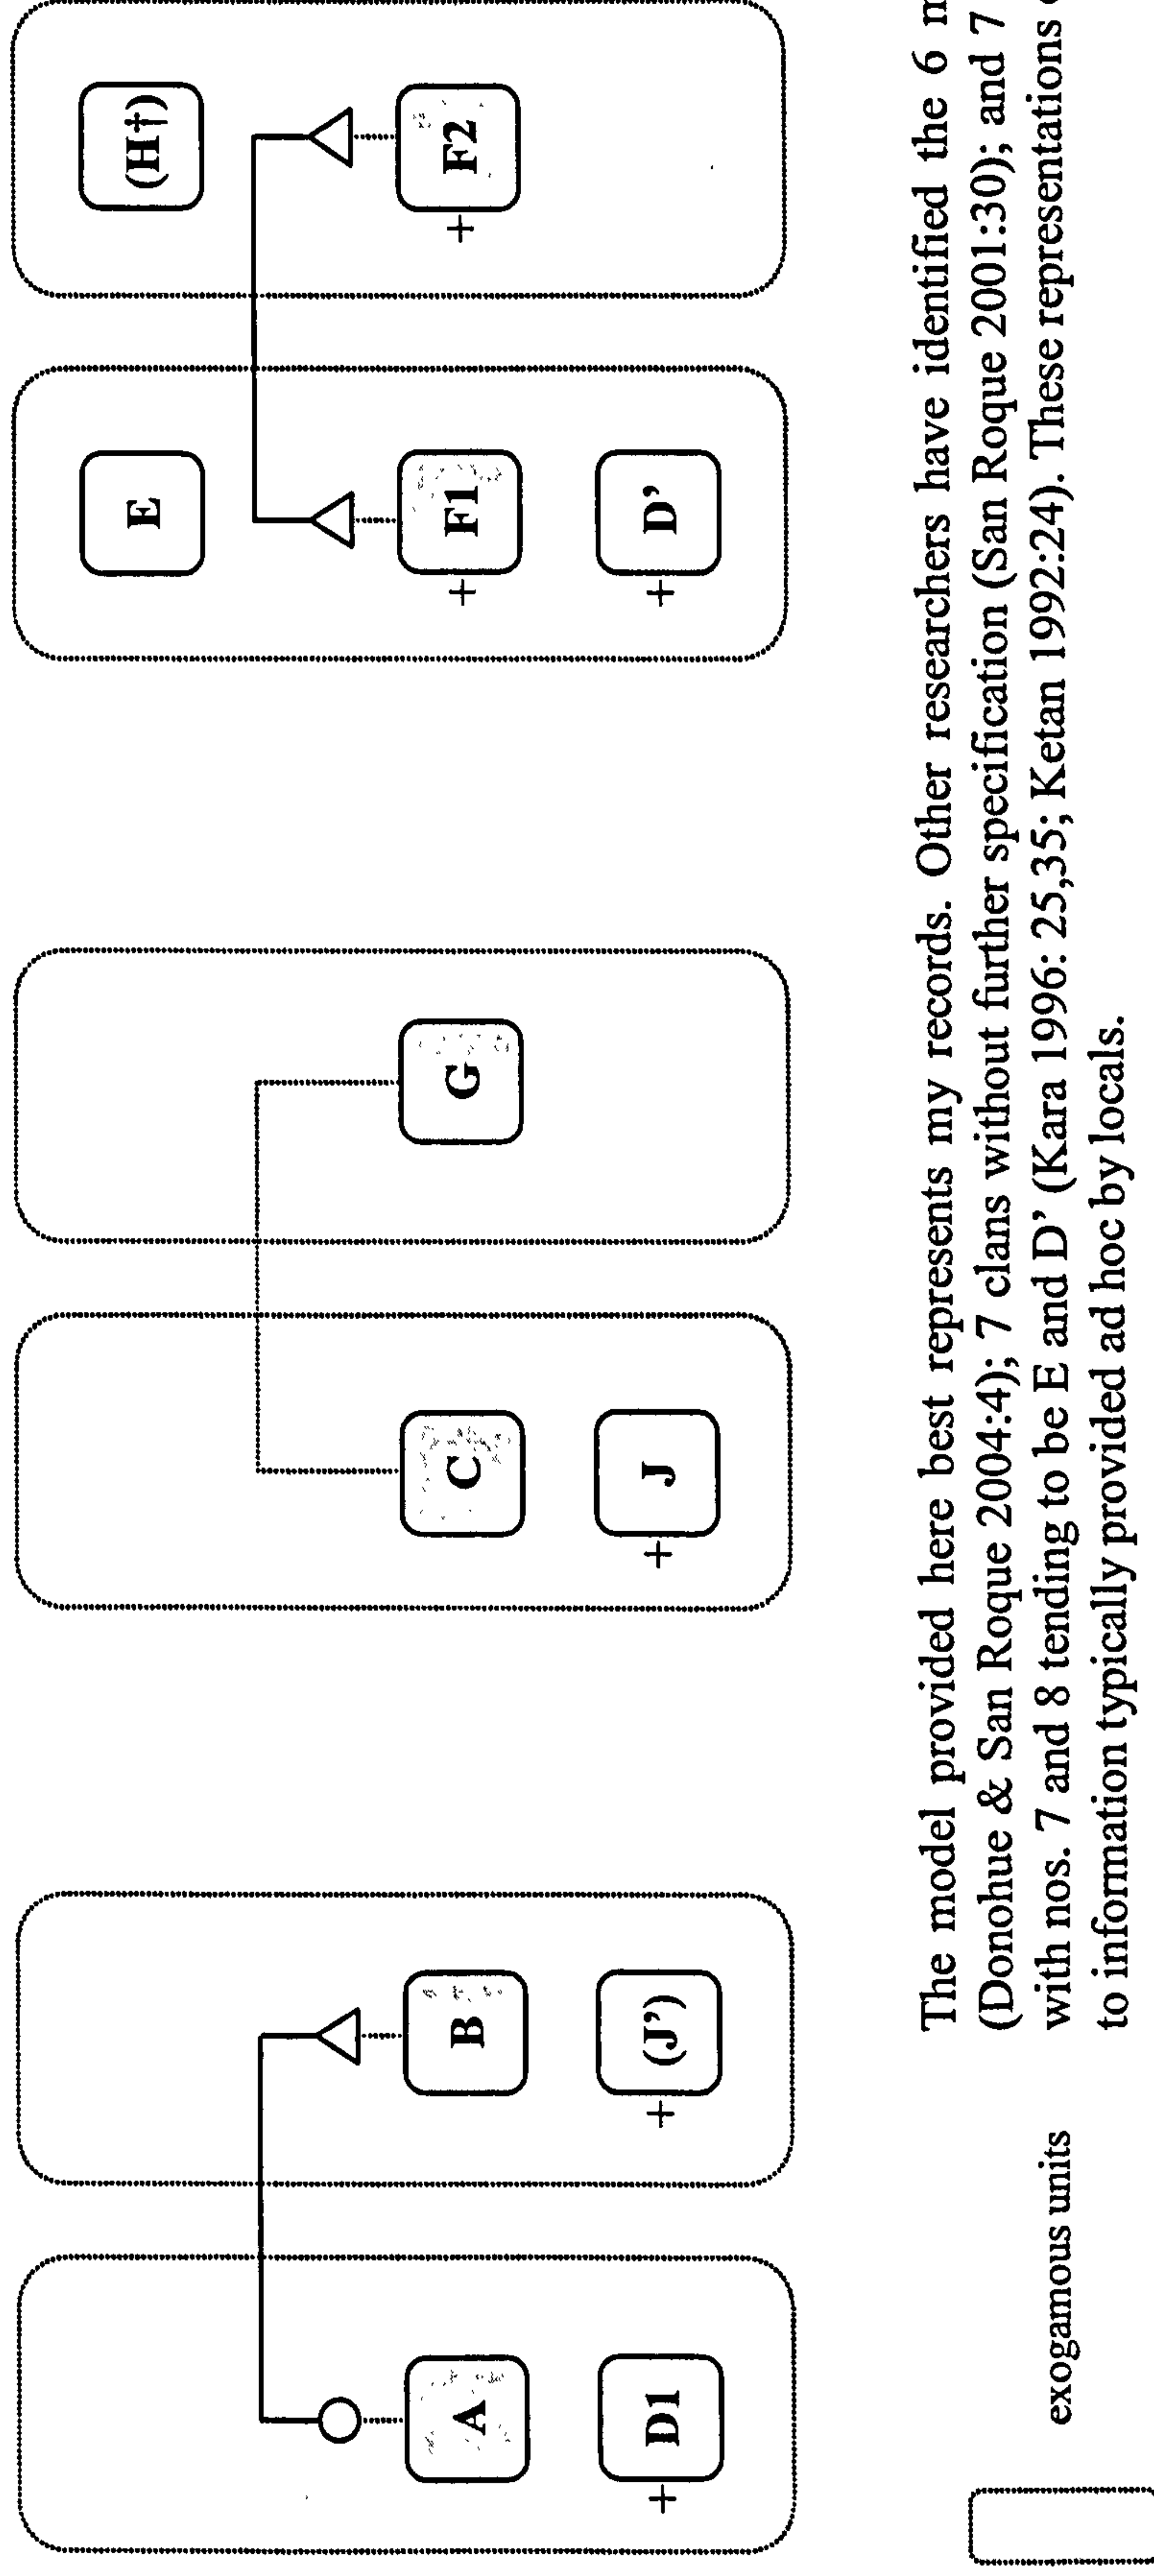 E
(H†)
+ F1
+ F2
+ D’
C
G
+ J
A
B
+ D1
+ (J’)
exogamous units
The model provided here best represents my records. Other researchers have identified the 6
(Donohue & San Roque 2004:4); 7 clans without further specification (San Roque 2001:30); and 7
with nos. 7 and 8 tending to be E and D’ (Kara 1996: 25,35; Ketan 1992:24). These representations
to information typically provided ad hoc by locals.